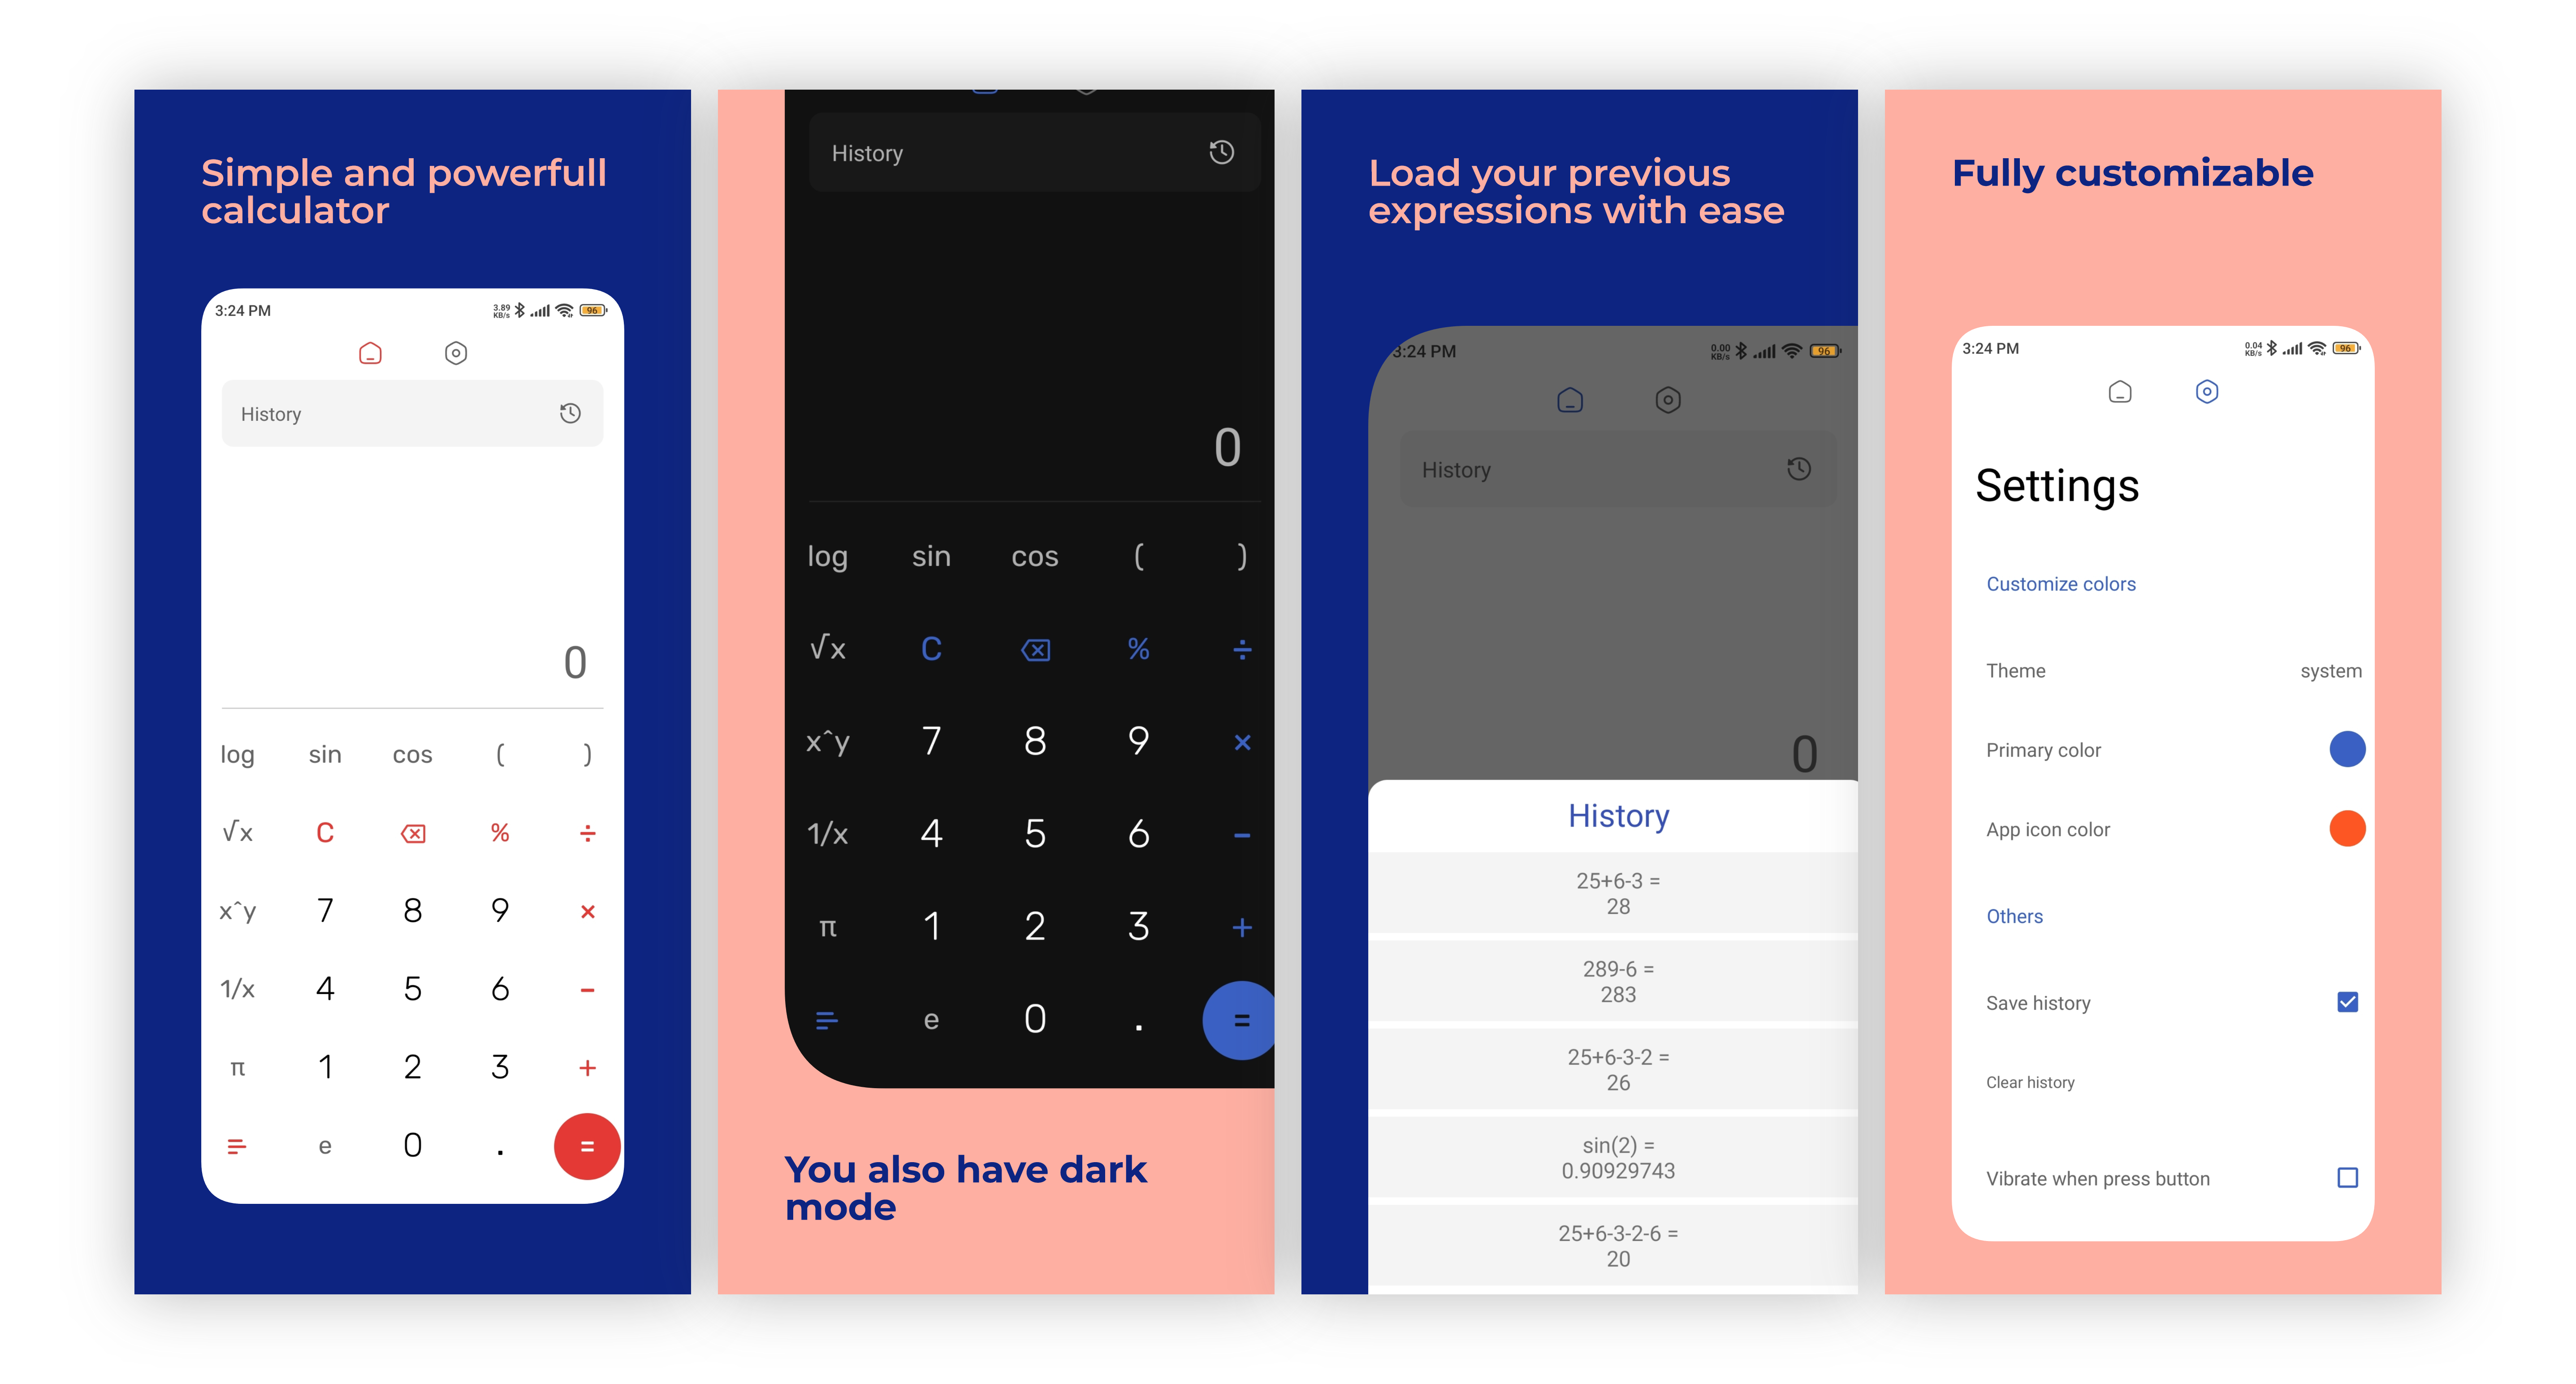 Simple and powerfull
calculator
3:24 PM
3.89
KB/s
96
History
0
log sin cos ( )
√x C % ÷
x^y 7 8 9 ×
1/x 4 5 6 −
π 1 2 3 +
e 0 . =
History
0
log sin cos ( )
√x C % ÷
x^y 7 8 9 ×
1/x 4 5 6 −
π 1 2 3 +
e 0 . =
You also have dark
mode
Load your previous
expressions with ease
3:24 PM
0.00
KB/s
96
History
0
History
25+6-3 =
28
289-6 =
283
25+6-3-2 =
26
sin(2) =
0.90929743
25+6-3-2-6 =
20
Fully customizable
3:24 PM
0.04
KB/s
96
Settings
Customize colors
Theme system
Primary color
App icon color
Others
Save history
Clear history
Vibrate when press button